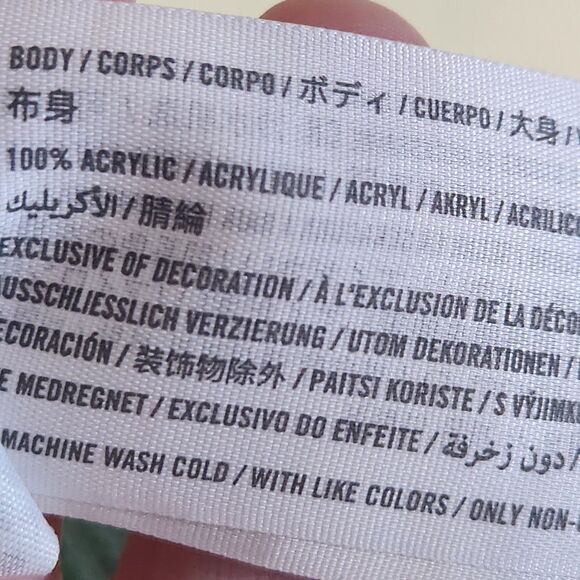 BODY / CORPS / CORPO / ボディ / CUERPO / 大身 /
布身
100% ACRYLIC / ACRYLIQUE / ACRYL / AKRYL / ACRILICO
الأكريليك / 腈綸
EXCLUSIVE OF DECORATION / À L'EXCLUSION DE LA DÉCO
AUSSCHLIESSLICH VERZIERUNG / UTOM DEKORATIONEN /
ECORACIÓN / 装饰物除外 / PAITSI KORISTE / S VÝJIMK
E MEDREGNET / EXCLUSIVO DO ENFEITE / دون زخرفة /
MACHINE WASH COLD / WITH LIKE COLORS / ONLY NON-